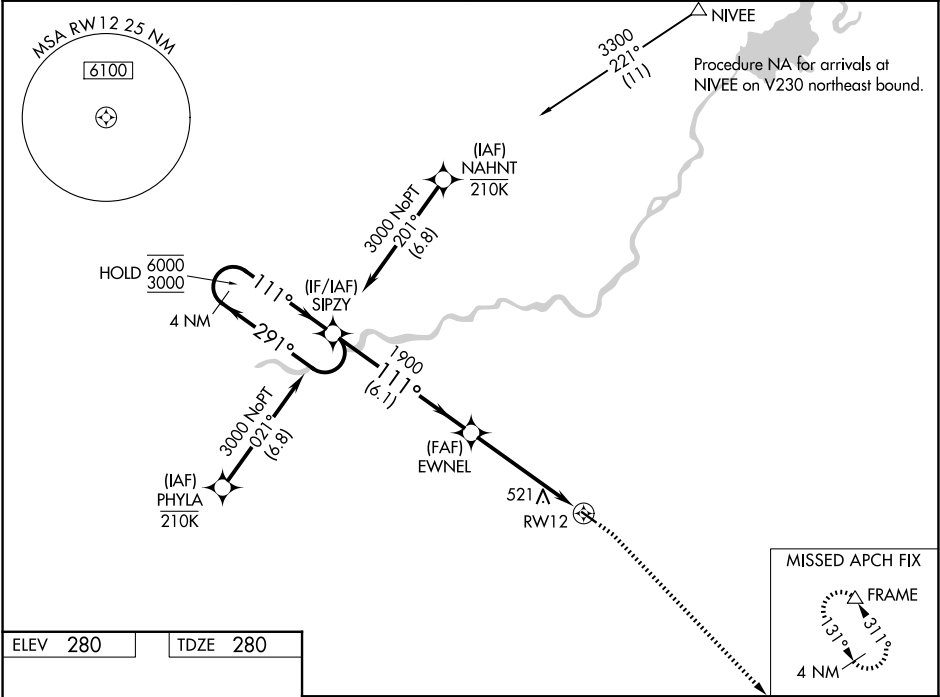 MSA RW12 25 NM
6100
NIVEE
3300
221°
(11)
Procedure NA for arrivals at
NIVEE on V230 northeast bound.
(IAF)
NAHNT
210K
3000 NoPT
201°
(6.8)
HOLD 6000
3000
4 NM
111°
291°
(IF/IAF)
SIPZY
1900
111°
(6.1)
3000 NoPT
021°
(6.8)
(IAF)
PHYLA
210K
(FAF)
EWNEL
521
RW12
MISSED APCH FIX
FRAME
131°
311°
4 NM
ELEV 280
TDZE 280